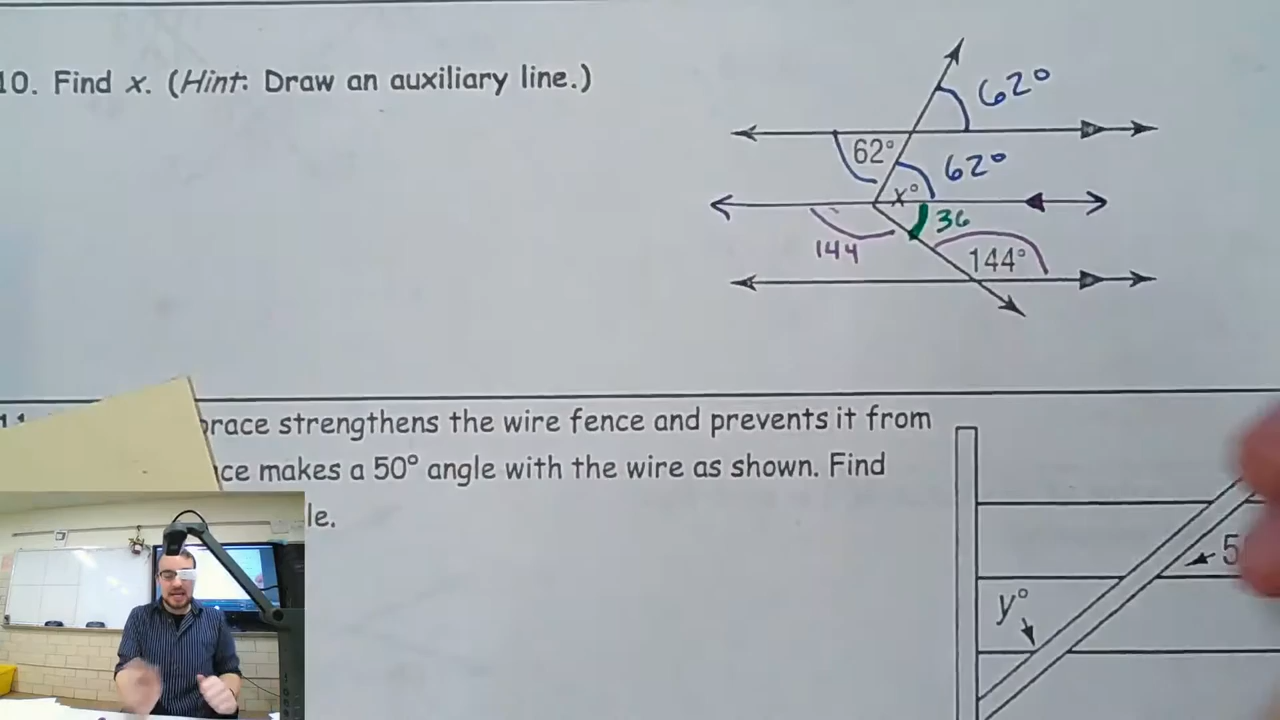 10. Find x. (Hint: Draw an auxiliary line.)
62°
62°
62°
x°
36
144
144°
brace strengthens the wire fence and prevents it from
ce makes a 50° angle with the wire as shown. Find
le.
5
y°